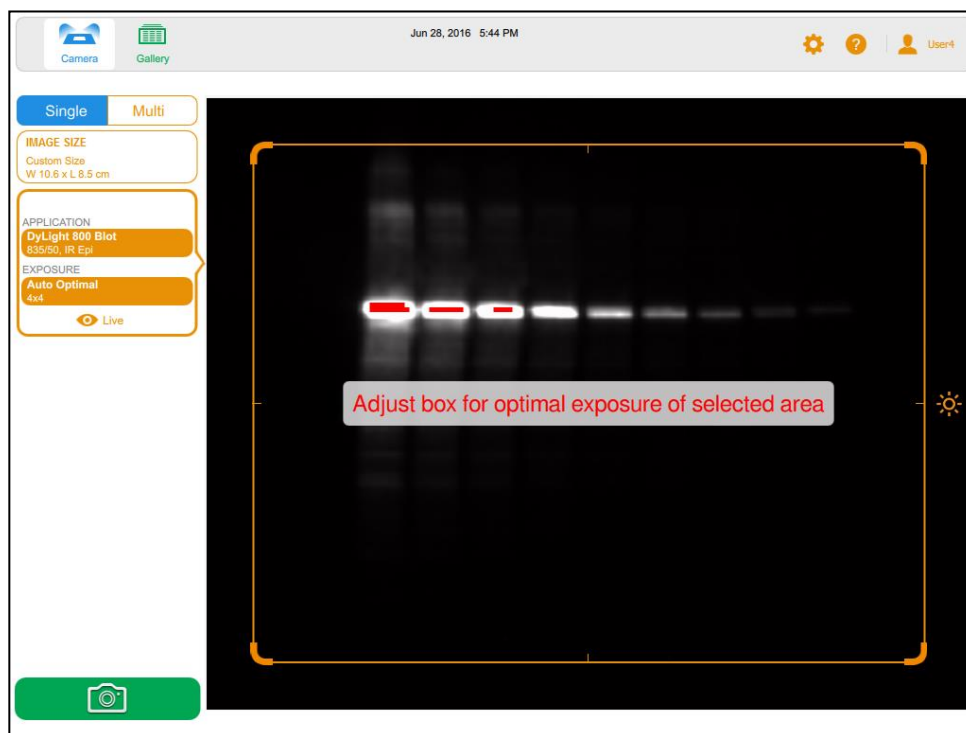 Jun 28, 2016 5:44 PM
Camera
Gallery
?
User4
Single
Multi
IMAGE SIZE
Custom Size
W 10.6 x L 8.5 cm
APPLICATION
DyLight 800 Blot
835/50, IR Epi
EXPOSURE
Auto Optimal
4x4
Live
Adjust box for optimal exposure of selected area